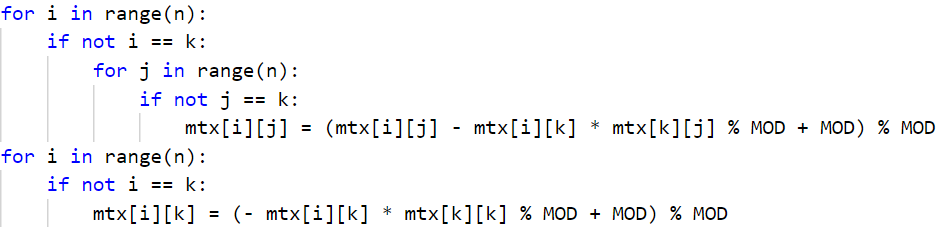 for i in range(n):
    if not i == k:
        for j in range(n):
            if not j == k:
                mtx[i][j] = (mtx[i][j] - mtx[i][k] * mtx[k][j] % MOD + MOD) % MOD
for i in range(n):
    if not i == k:
        mtx[i][k] = (- mtx[i][k] * mtx[k][k] % MOD + MOD) % MOD